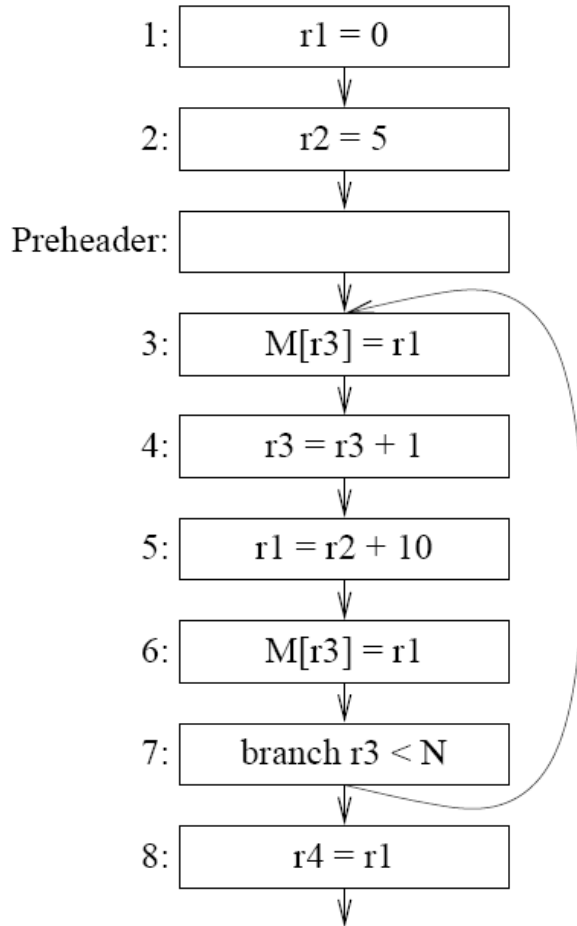 1: r1 = 0
2: r2 = 5
Preheader:
3: M[r3] = r1
4: r3 = r3 + 1
5: r1 = r2 + 10
6: M[r3] = r1
7: branch r3 < N
8: r4 = r1